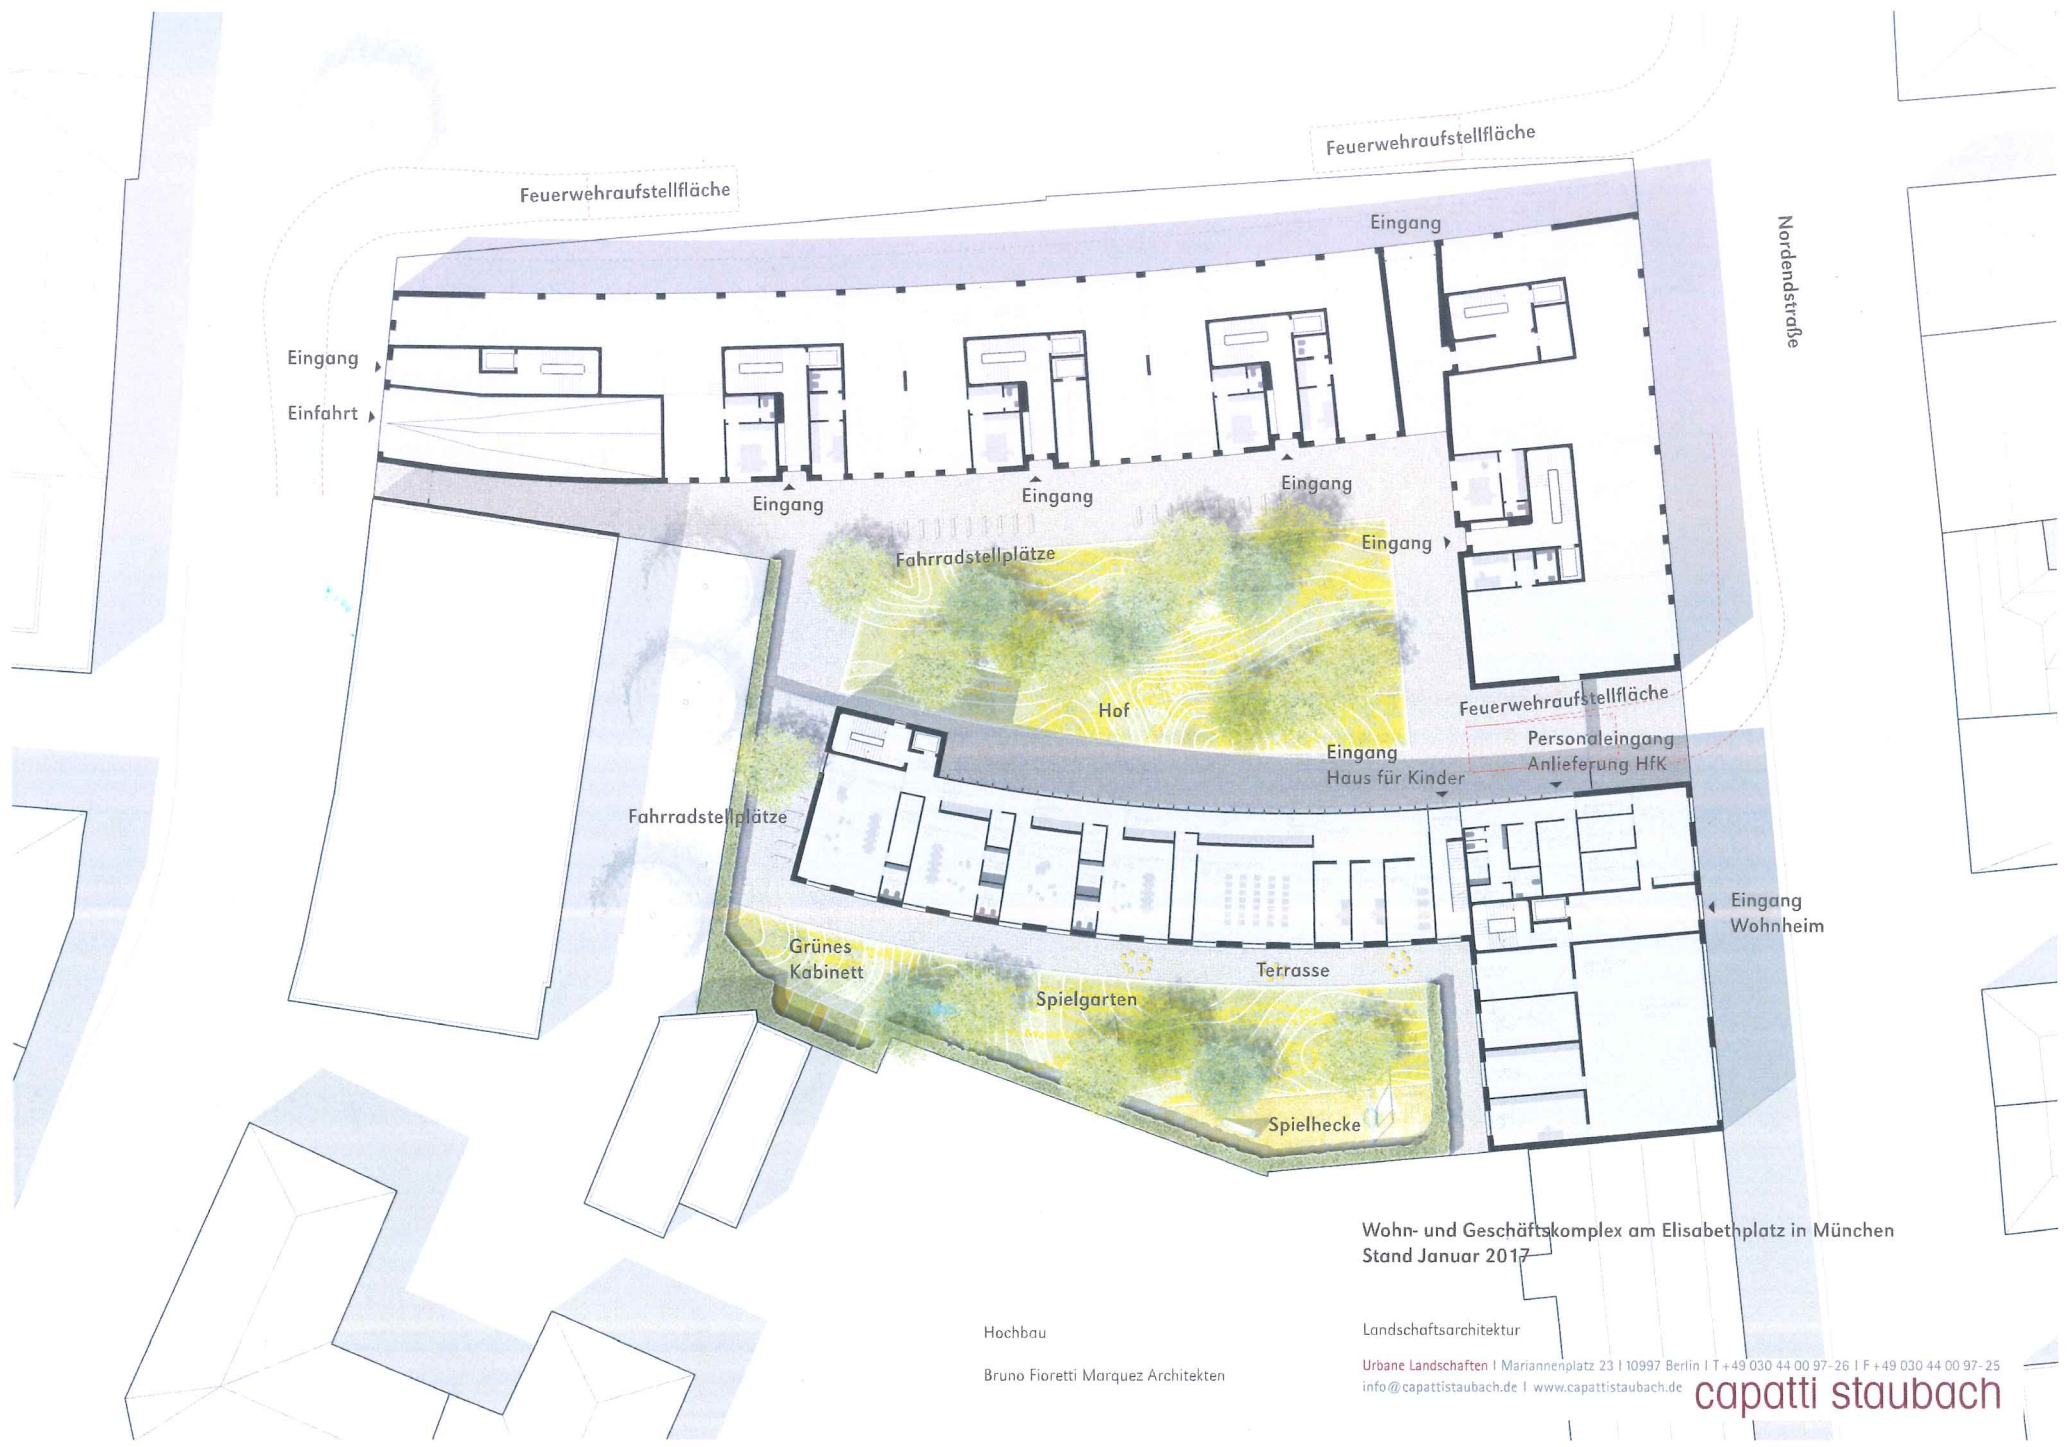 Feuerwehraufstellfläche
Feuerwehraufstellfläche
Eingang
Nordendstraße
Eingang
Einfahrt
Eingang
Eingang
Eingang
Eingang
Fahrradstellplätze
Hof
Feuerwehraufstellfläche
Personaleingang
Anlieferung HfK
Eingang
Haus für Kinder
Fahrradstellplätze
Eingang
Wohnheim
Grünes
Kabinett
Terrasse
Spielgarten
Spielhecke
Wohn- und Geschäftskomplex am Elisabethplatz in München
Stand Januar 2017
Hochbau
Bruno Fioretti Marquez Architekten
Landschaftsarchitektur
Urbane Landschaften I Mariannenplatz 23 I 10997 Berlin I T +49 030 44 00 97-26 I F +49 030 44 00 97-25
info@capattistaubach.de I www.capattistaubach.de
capatti staubach